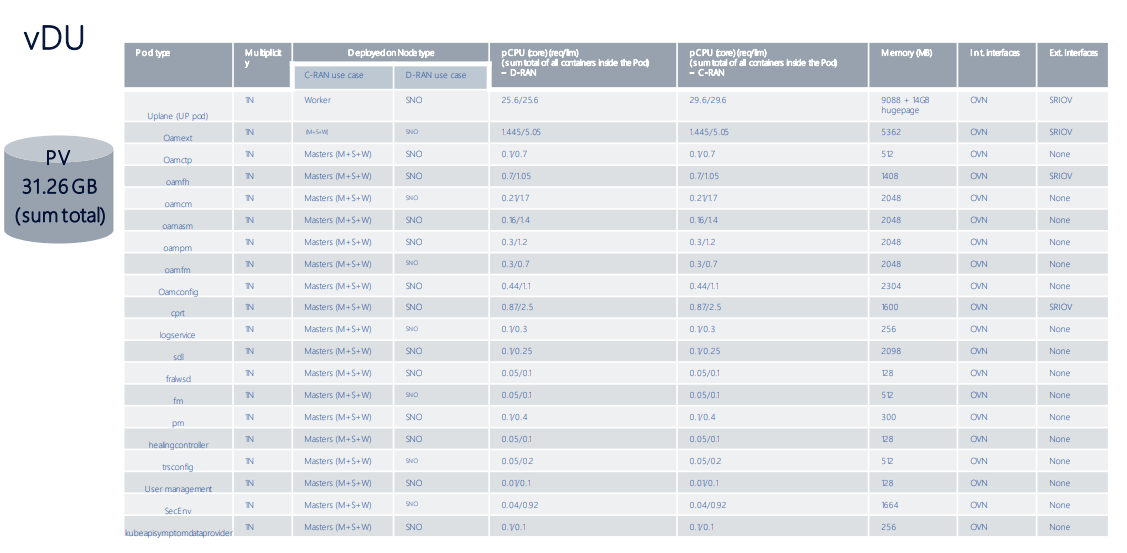 vDU
PV
31.26 GB
(sum total)
Pod type Multiplicity Deployed on Node type pCPU (core) (req/lim) (sum total of all containers inside the Pod) – D-RAN pCPU (core) (req/lim) (sum total of all containers inside the Pod) – C-RAN Memory (MB) Int. interfaces Ext. Interfaces
C-RAN use case D-RAN use case
Uplane (UP pod) 1N Worker SNO 25.6/25.6 29.6/29.6 9088 + 14GB hugepage OVN SRIOV
Oamext 1N (M+S+W) SNO 1.445/5.05 1.445/5.05 5362 OVN SRIOV
Oamctp 1N Masters (M+S+W) SNO 0.1/0.7 0.1/0.7 512 OVN None
oamfh 1N Masters (M+S+W) SNO 0.7/1.05 0.7/1.05 1408 OVN SRIOV
oamcm 1N Masters (M+S+W) SNO 0.21/1.7 0.21/1.7 2048 OVN None
oamasm 1N Masters (M+S+W) SNO 0.16/1.4 0.16/1.4 2048 OVN None
oampm 1N Masters (M+S+W) SNO 0.3/1.2 0.3/1.2 2048 OVN None
oamfm 1N Masters (M+S+W) SNO 0.3/0.7 0.3/0.7 2048 OVN None
Oamconfig 1N Masters (M+S+W) SNO 0.44/1.1 0.44/1.1 2304 OVN None
cprt 1N Masters (M+S+W) SNO 0.87/2.5 0.87/2.5 1600 OVN SRIOV
logservice 1N Masters (M+S+W) SNO 0.1/0.3 0.1/0.3 256 OVN None
sdl 1N Masters (M+S+W) SNO 0.1/0.25 0.1/0.25 2098 OVN None
fralwsd 1N Masters (M+S+W) SNO 0.05/0.1 0.05/0.1 128 OVN None
fm 1N Masters (M+S+W) SNO 0.05/0.1 0.05/0.1 512 OVN None
pm 1N Masters (M+S+W) SNO 0.1/0.4 0.1/0.4 300 OVN None
healingcontroller 1N Masters (M+S+W) SNO 0.05/0.1 0.05/0.1 128 OVN None
trsconfig 1N Masters (M+S+W) SNO 0.05/0.2 0.05/0.2 512 OVN None
User management 1N Masters (M+S+W) SNO 0.01/0.1 0.01/0.1 128 OVN None
SecEnv 1N Masters (M+S+W) SNO 0.04/0.92 0.04/0.92 1664 OVN None
kubeapisymptomdataprovider 1N Masters (M+S+W) SNO 0.1/0.1 0.1/0.1 256 OVN None